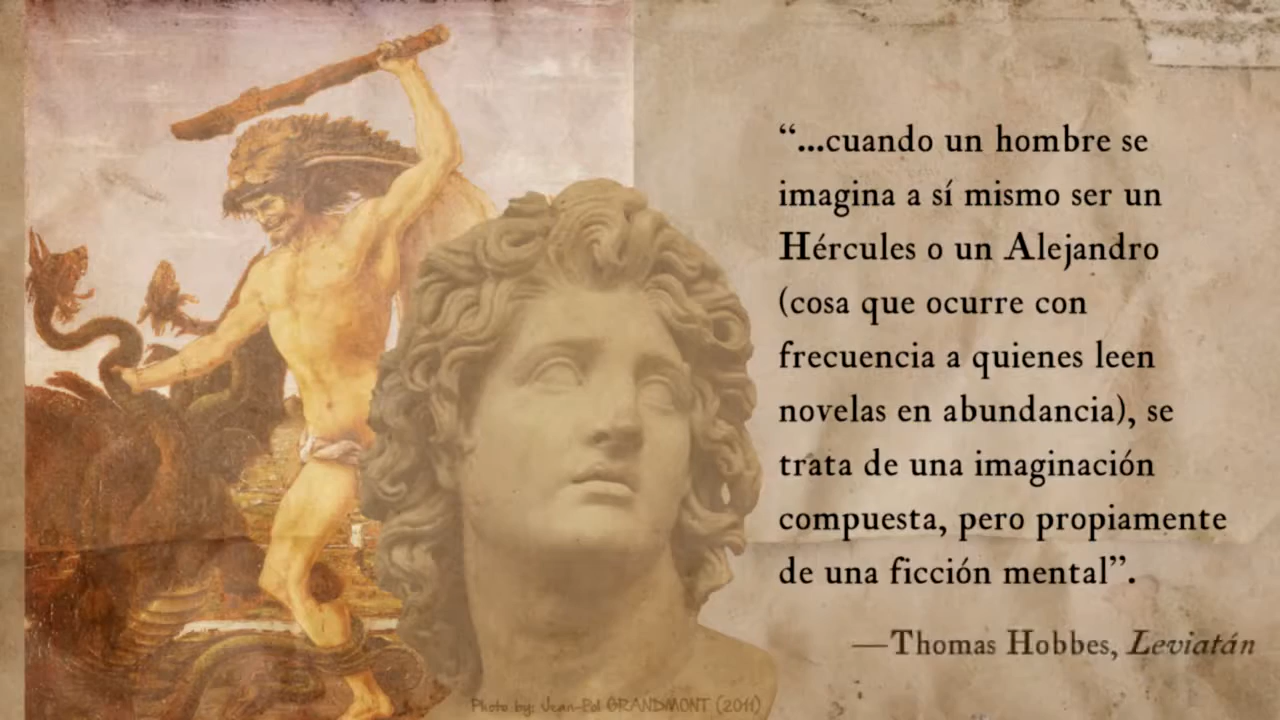 “...cuando un hombre se
imagina a sí mismo ser un
Hércules o un Alejandro
(cosa que ocurre con
frecuencia a quienes leen
novelas en abundancia), se
trata de una imaginación
compuesta, pero propiamente
de una ficción mental”.
—Thomas Hobbes, Leviatán
Photo by: Jean-Pol GRANDMONT (2011)